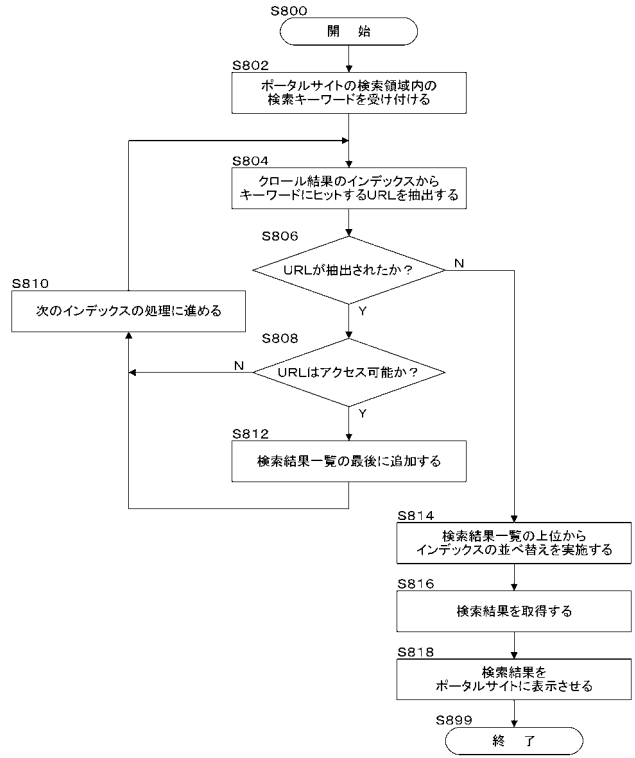 S800
開 始
S802
ポータルサイトの検索領域内の
検索キーワードを受け付ける
S804
クロール結果のインデックスから
キーワードにヒットするURLを抽出する
S806
URLが抽出されたか？
N
Y
S810
次のインデックスの処理に進める
S808
URLはアクセス可能か？
N
Y
S812
検索結果一覧の最後に追加する
S814
検索結果一覧の上位から
インデックスの並べ替えを実施する
S816
検索結果を取得する
S818
検索結果を
ポータルサイトに表示させる
S899
終 了